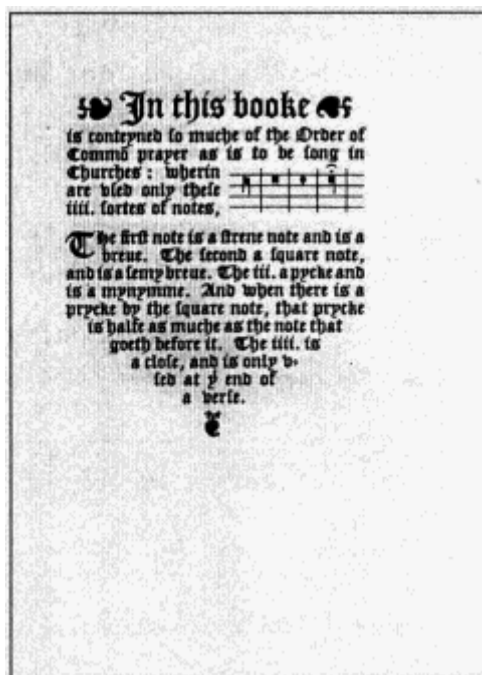 In this booke
is conteyned so muche of the Order of
Commō prayer as is to be song in
Churches : wherin
are vsed only these
iiii. sortes of notes,
The first note is a strene note and is a
breue. The second a square note,
and is a semy breue. The iii. a pycke and
is a mynymme. And when there is a
prycke by the square note, that prycke
is halfe as muche as the note that
goeth before it. The iiii. is
a close, and is only v-
sed at y end of
a verse.